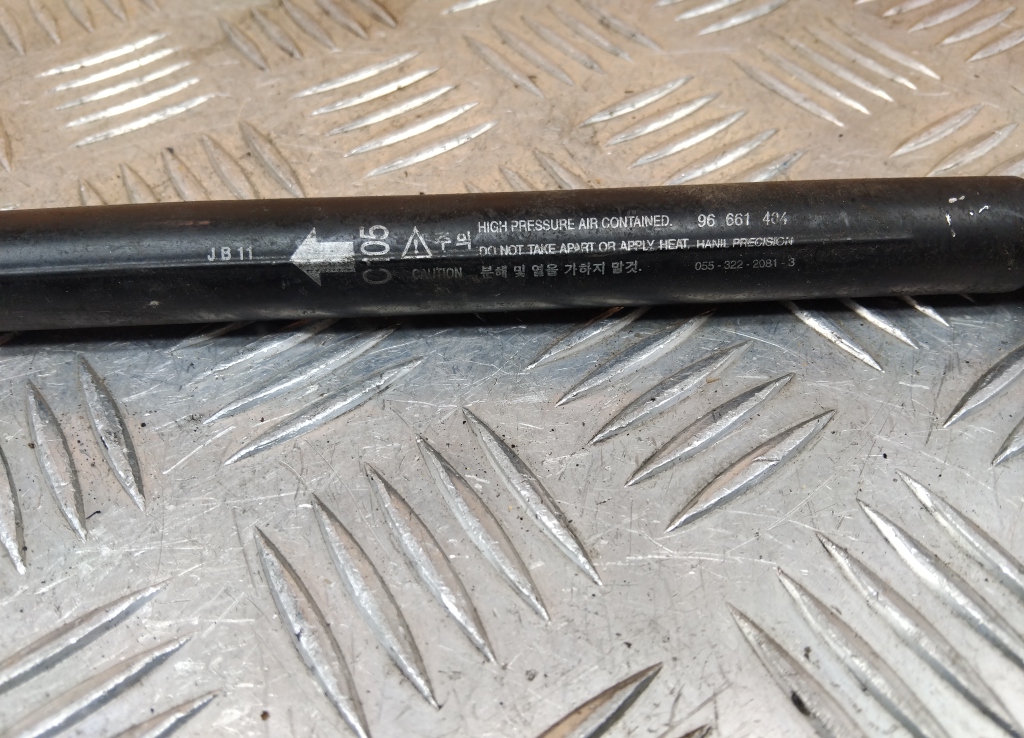 JB11
C105
주의
CAUTION
HIGH PRESSURE AIR CONTAINED. 96 661 404
DO NOT TAKE APART OR APPLY HEAT. HANIL PRECISION
분해 및 열을 가하지 말것. 055-322-2081-3